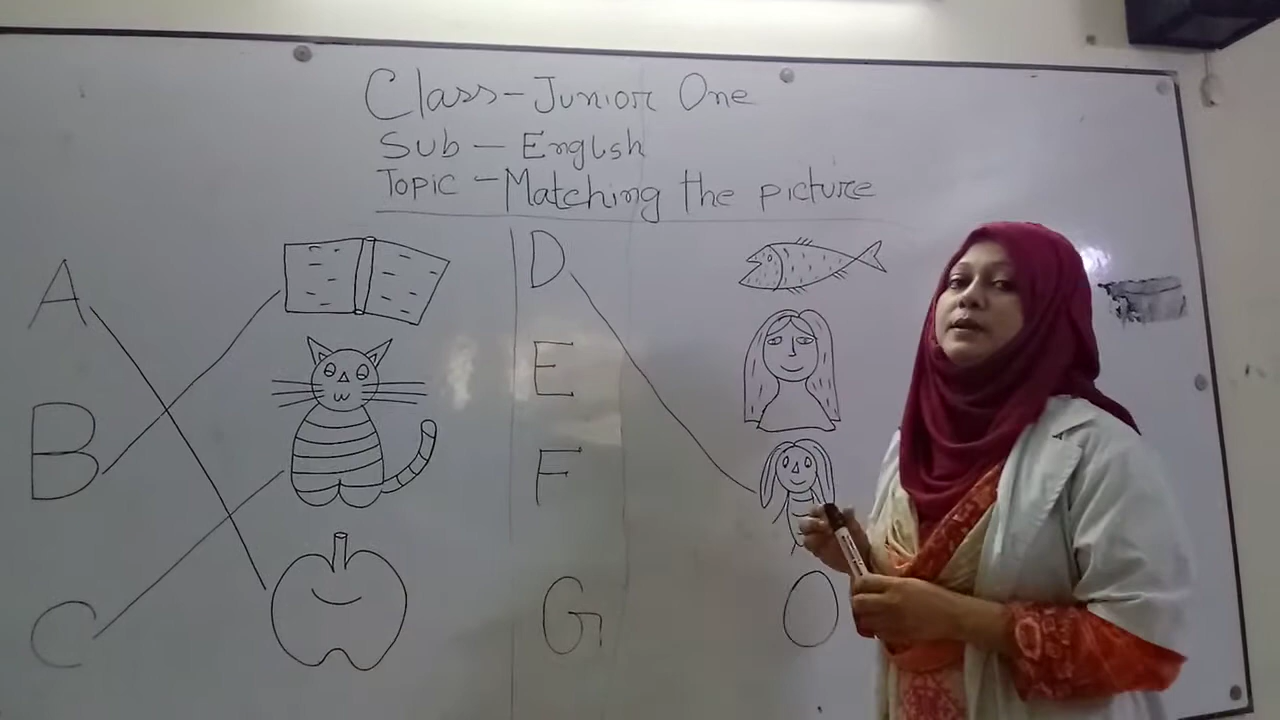 Class-Junior One
Sub - English
Topic - Matching the picture
A
B
C
D
E
F
G